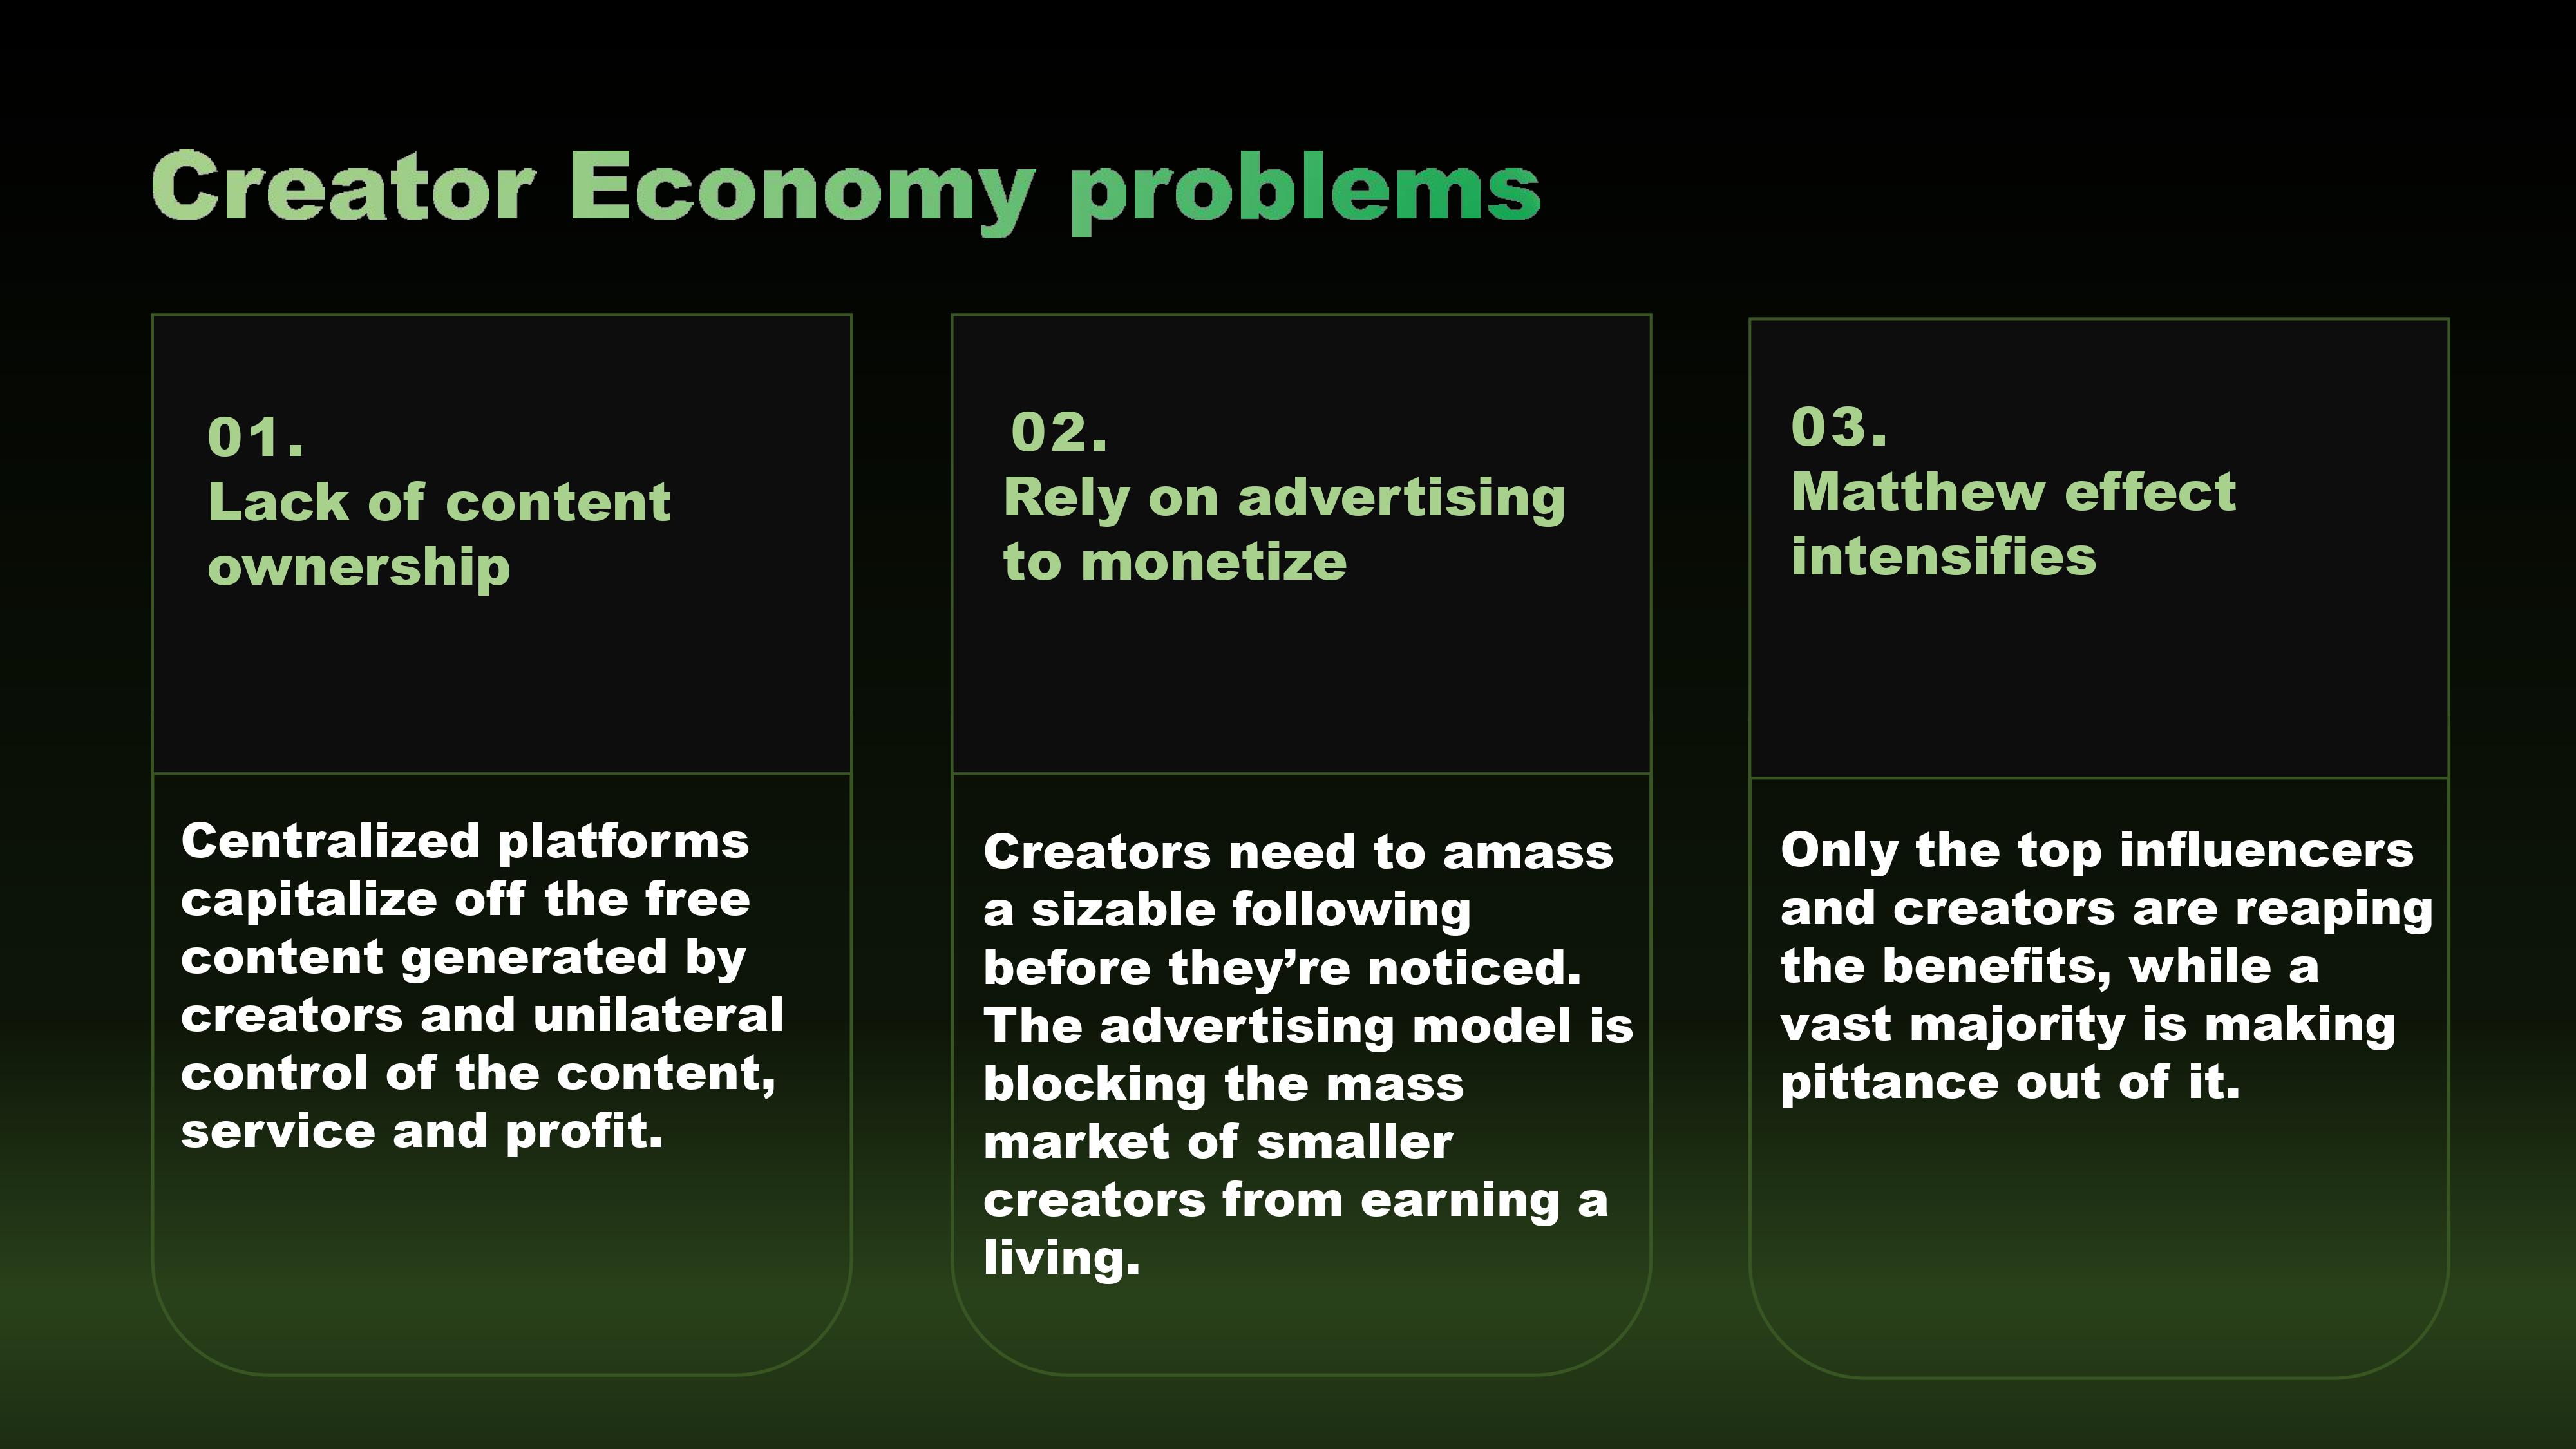 Creator Economy problems
01.
Lack of content
ownership
Centralized platforms
capitalize off the free
content generated by
creators and unilateral
control of the content,
service and profit.
02.
Rely on advertising
to monetize
Creators need to amass
a sizable following
before they’re noticed.
The advertising model is
blocking the mass
market of smaller
creators from earning a
living.
03.
Matthew effect
intensifies
Only the top influencers
and creators are reaping
the benefits, while a
vast majority is making
pittance out of it.